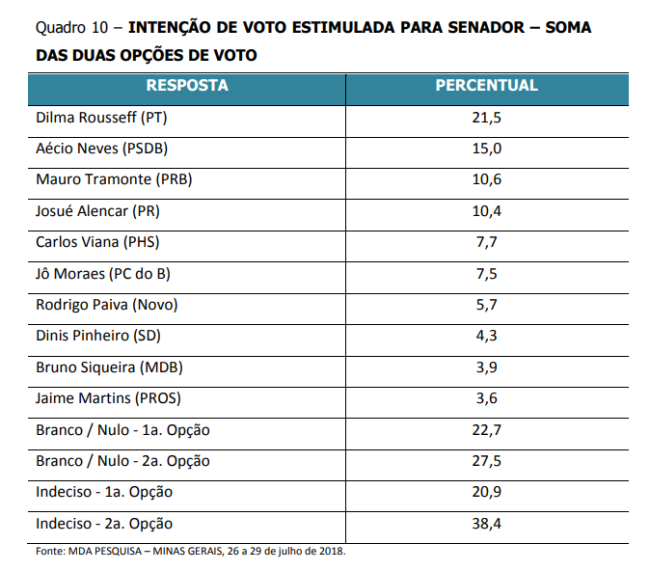 Quadro 10 – INTENÇÃO DE VOTO ESTIMULADA PARA SENADOR – SOMA
DAS DUAS OPÇÕES DE VOTO
RESPOSTA PERCENTUAL
Dilma Rousseff (PT) 21,5
Aécio Neves (PSDB) 15,0
Mauro Tramonte (PRB) 10,6
Josué Alencar (PR) 10,4
Carlos Viana (PHS) 7,7
Jô Moraes (PC do B) 7,5
Rodrigo Paiva (Novo) 5,7
Dinis Pinheiro (SD) 4,3
Bruno Siqueira (MDB) 3,9
Jaime Martins (PROS) 3,6
Branco / Nulo - 1a. Opção 22,7
Branco / Nulo - 2a. Opção 27,5
Indeciso - 1a. Opção 20,9
Indeciso - 2a. Opção 38,4
Fonte: MDA PESQUISA – MINAS GERAIS, 26 a 29 de julho de 2018.